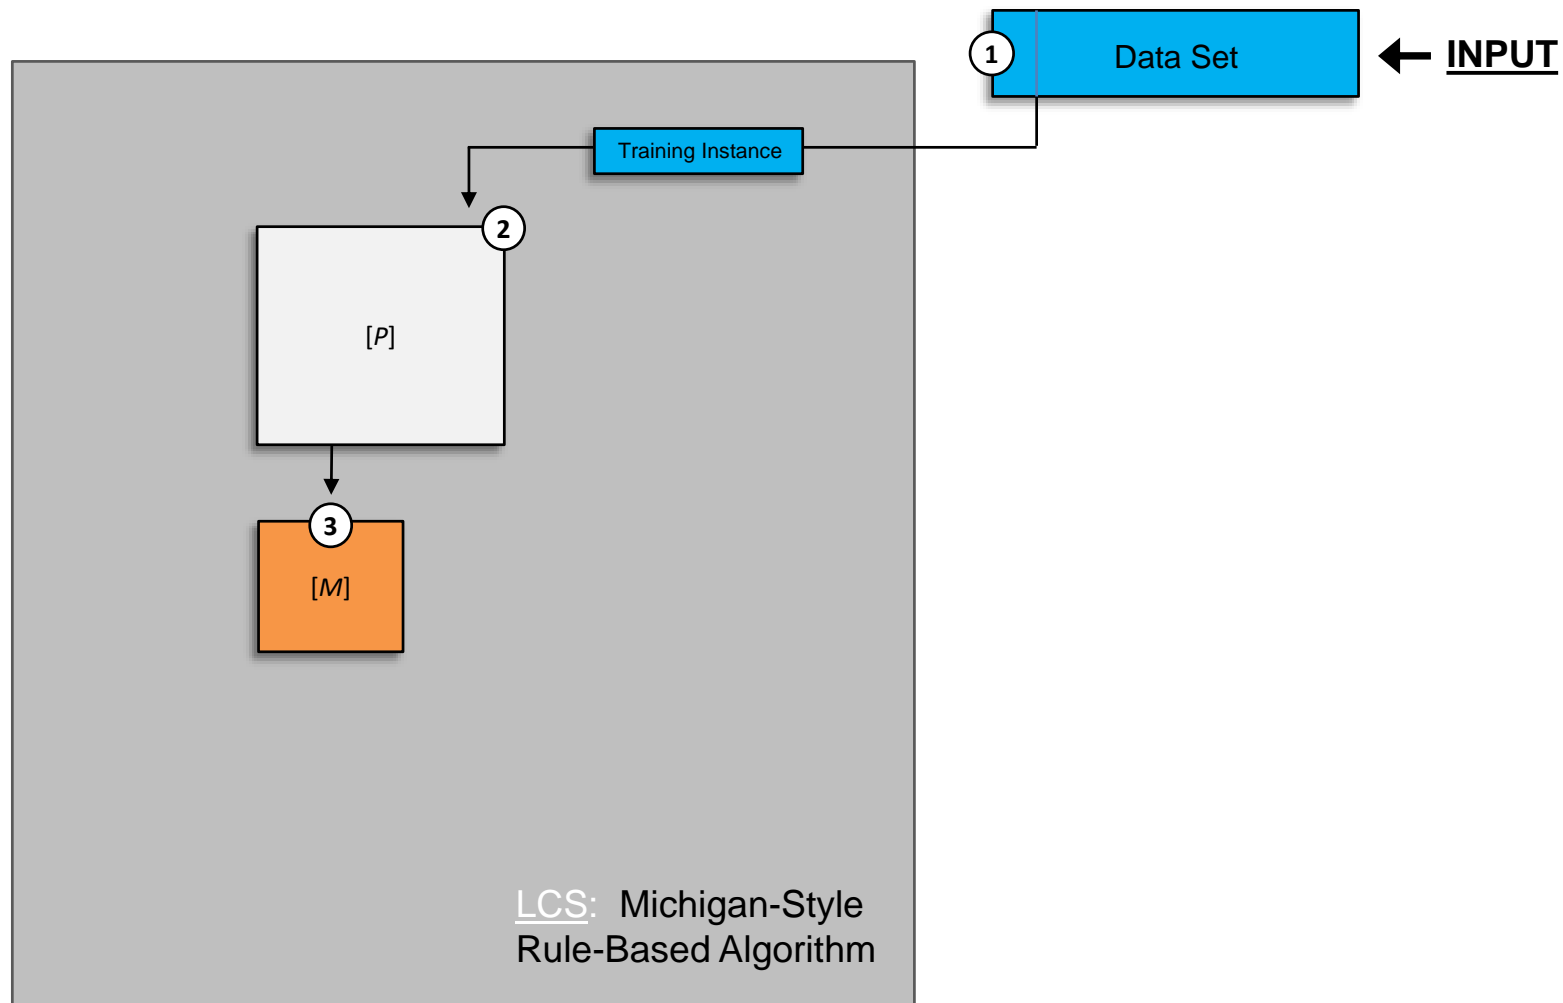 1
Data Set
INPUT
Training Instance
2
[P]
3
[M]
LCS: Michigan-Style
Rule-Based Algorithm